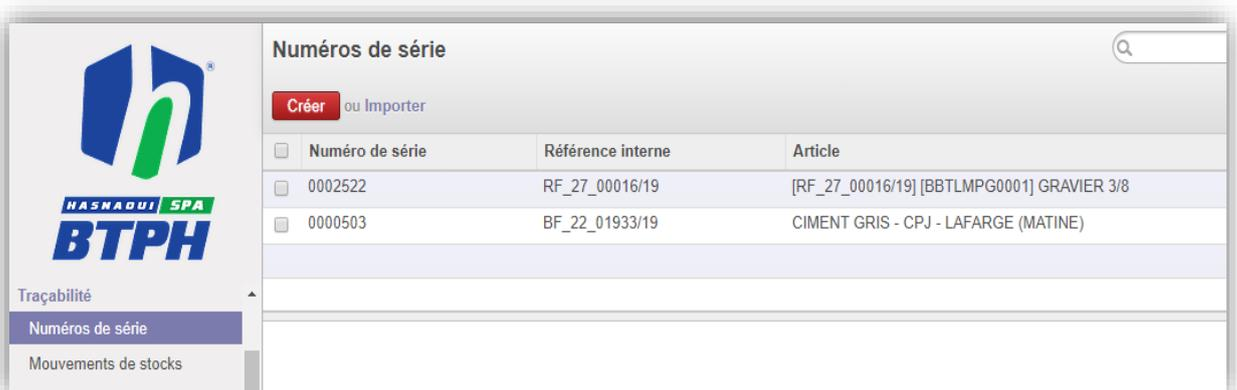 ®
HASNAOUI SPA
BTPH
Traçabilité
Numéros de série
Mouvements de stocks
Numéros de série
Créer ou Importer
Numéro de série Référence interne Article
0002522 RF_27_00016/19 [RF_27_00016/19] [BBTLMPG0001] GRAVIER 3/8
0000503 BF_22_01933/19 CIMENT GRIS - CPJ - LAFARGE (MATINE)